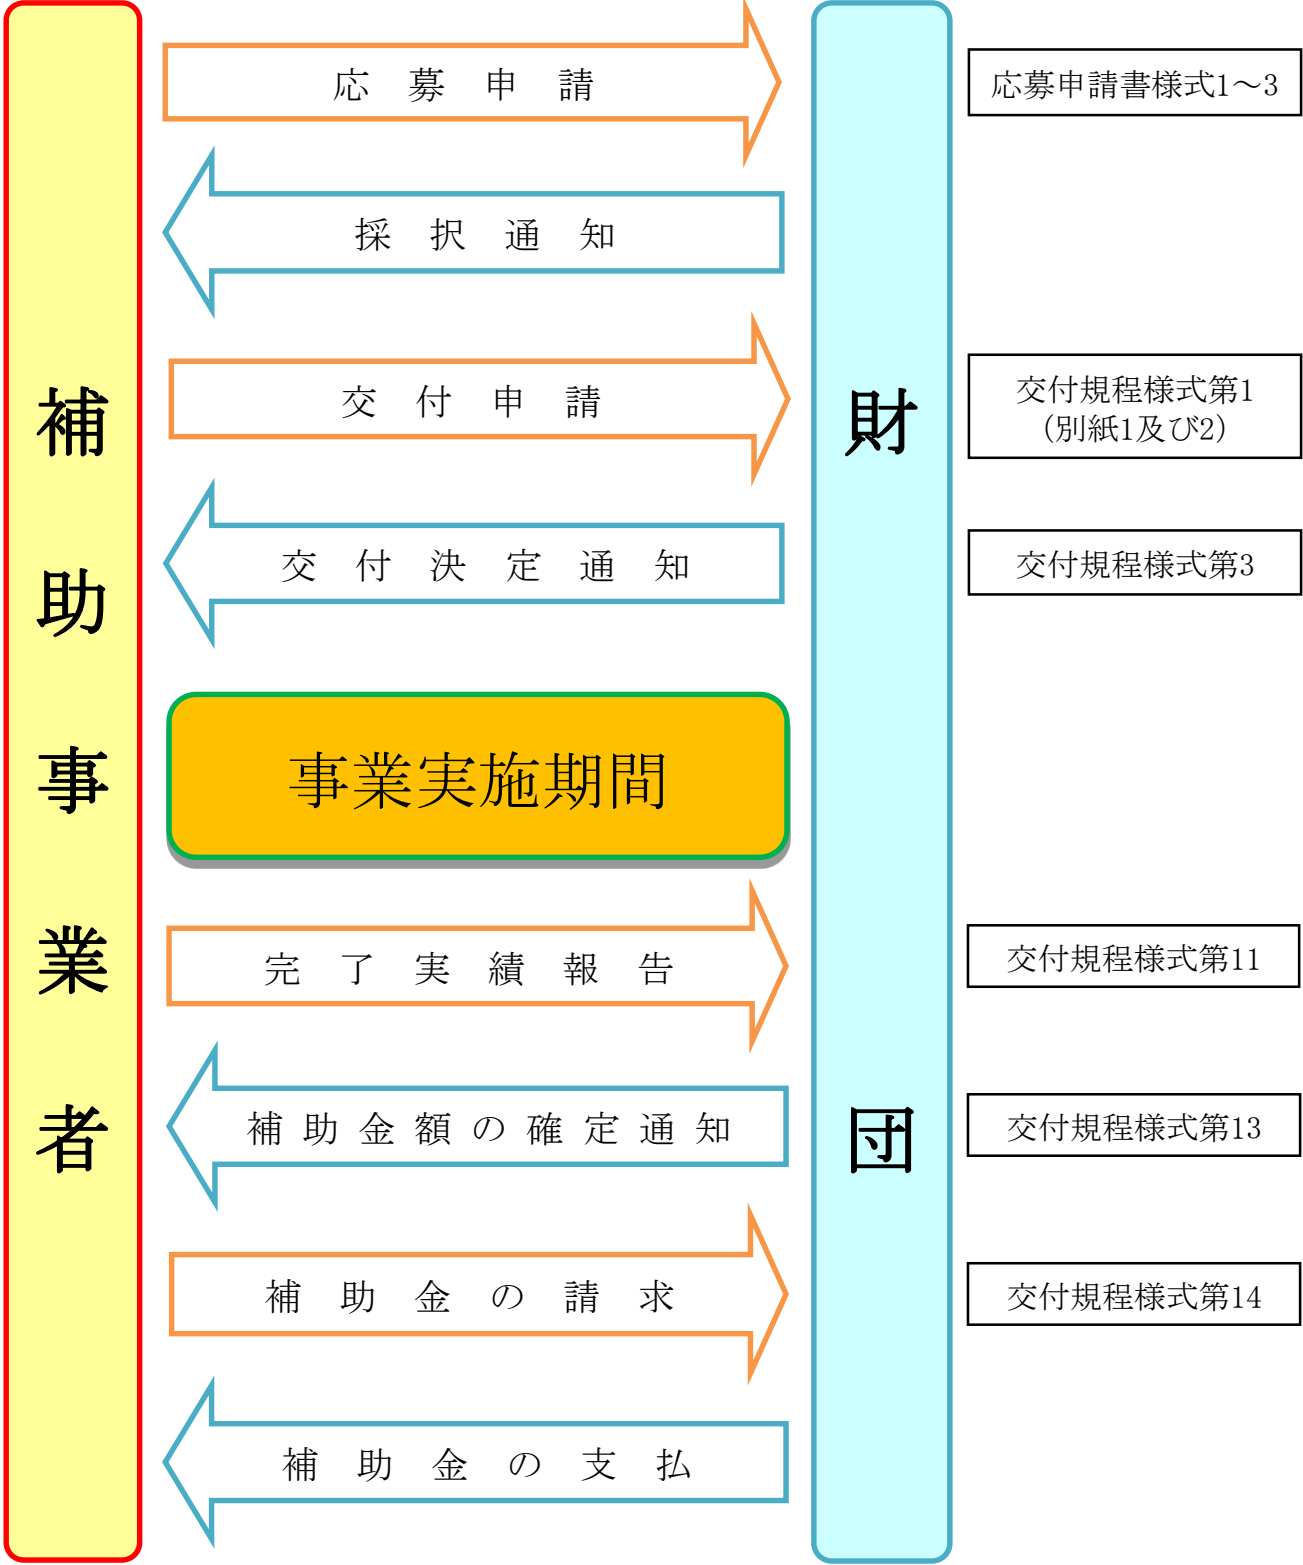 補助事業者
財団
応募申請
応募申請書様式1～3
採択通知
交付申請
交付規程様式第1
(別紙1及び2)
交付決定通知
交付規程様式第3
事業実施期間
完了実績報告
交付規程様式第11
補助金額の確定通知
交付規程様式第13
補助金の請求
交付規程様式第14
補助金の支払